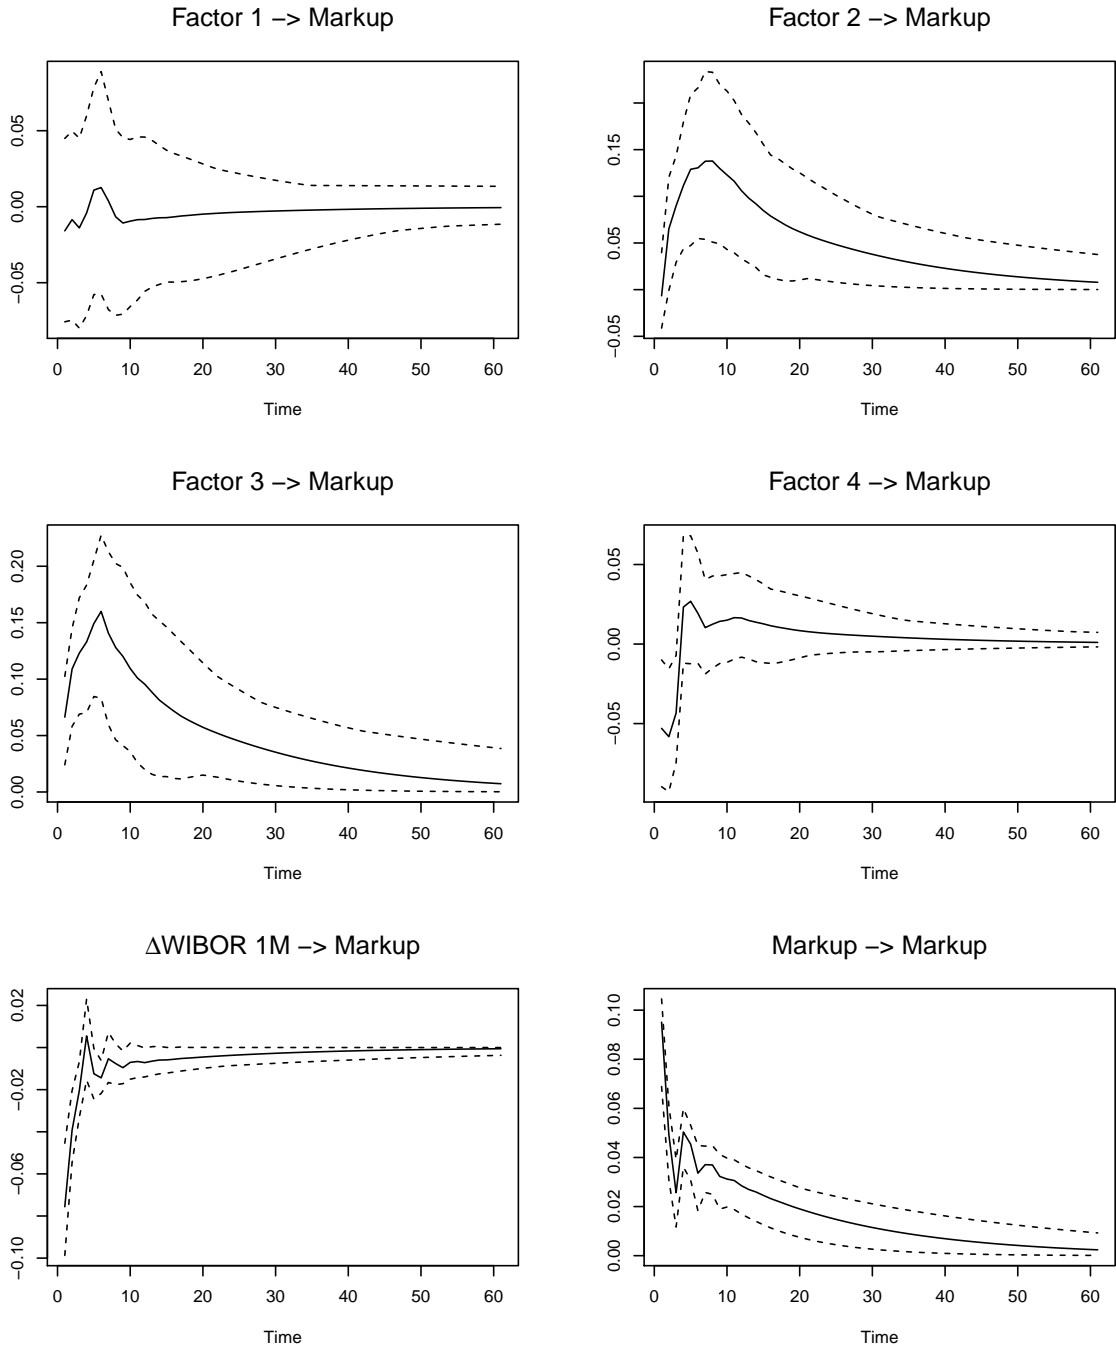 Factor 1 −> Markup
Factor 2 −> Markup
0.05
0.00
−0.05
0 10 20 30 40 50 60
Time
0.15
0.05
−0.05
0 10 20 30 40 50 60
Time
Factor 3 −> Markup
Factor 4 −> Markup
0.20
0.15
0.10
0.05
0.00
0 10 20 30 40 50 60
Time
0.05
0.00
−0.05
0 10 20 30 40 50 60
Time
ΔWIBOR 1M −> Markup
Markup −> Markup
0.02
−0.02
−0.06
−0.10
0 10 20 30 40 50 60
Time
0.10
0.08
0.06
0.04
0.02
0.00
0 10 20 30 40 50 60
Time